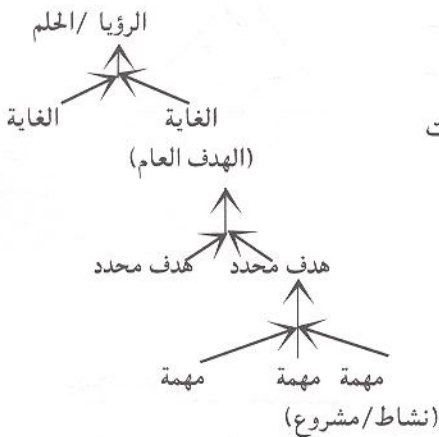 الرؤيا /الحلم
الغاية الغاية
ت
(الهدف العام)
هدف محدد هدف محدد
مهمة مهمة مهمة
(نشاط/مشروع)